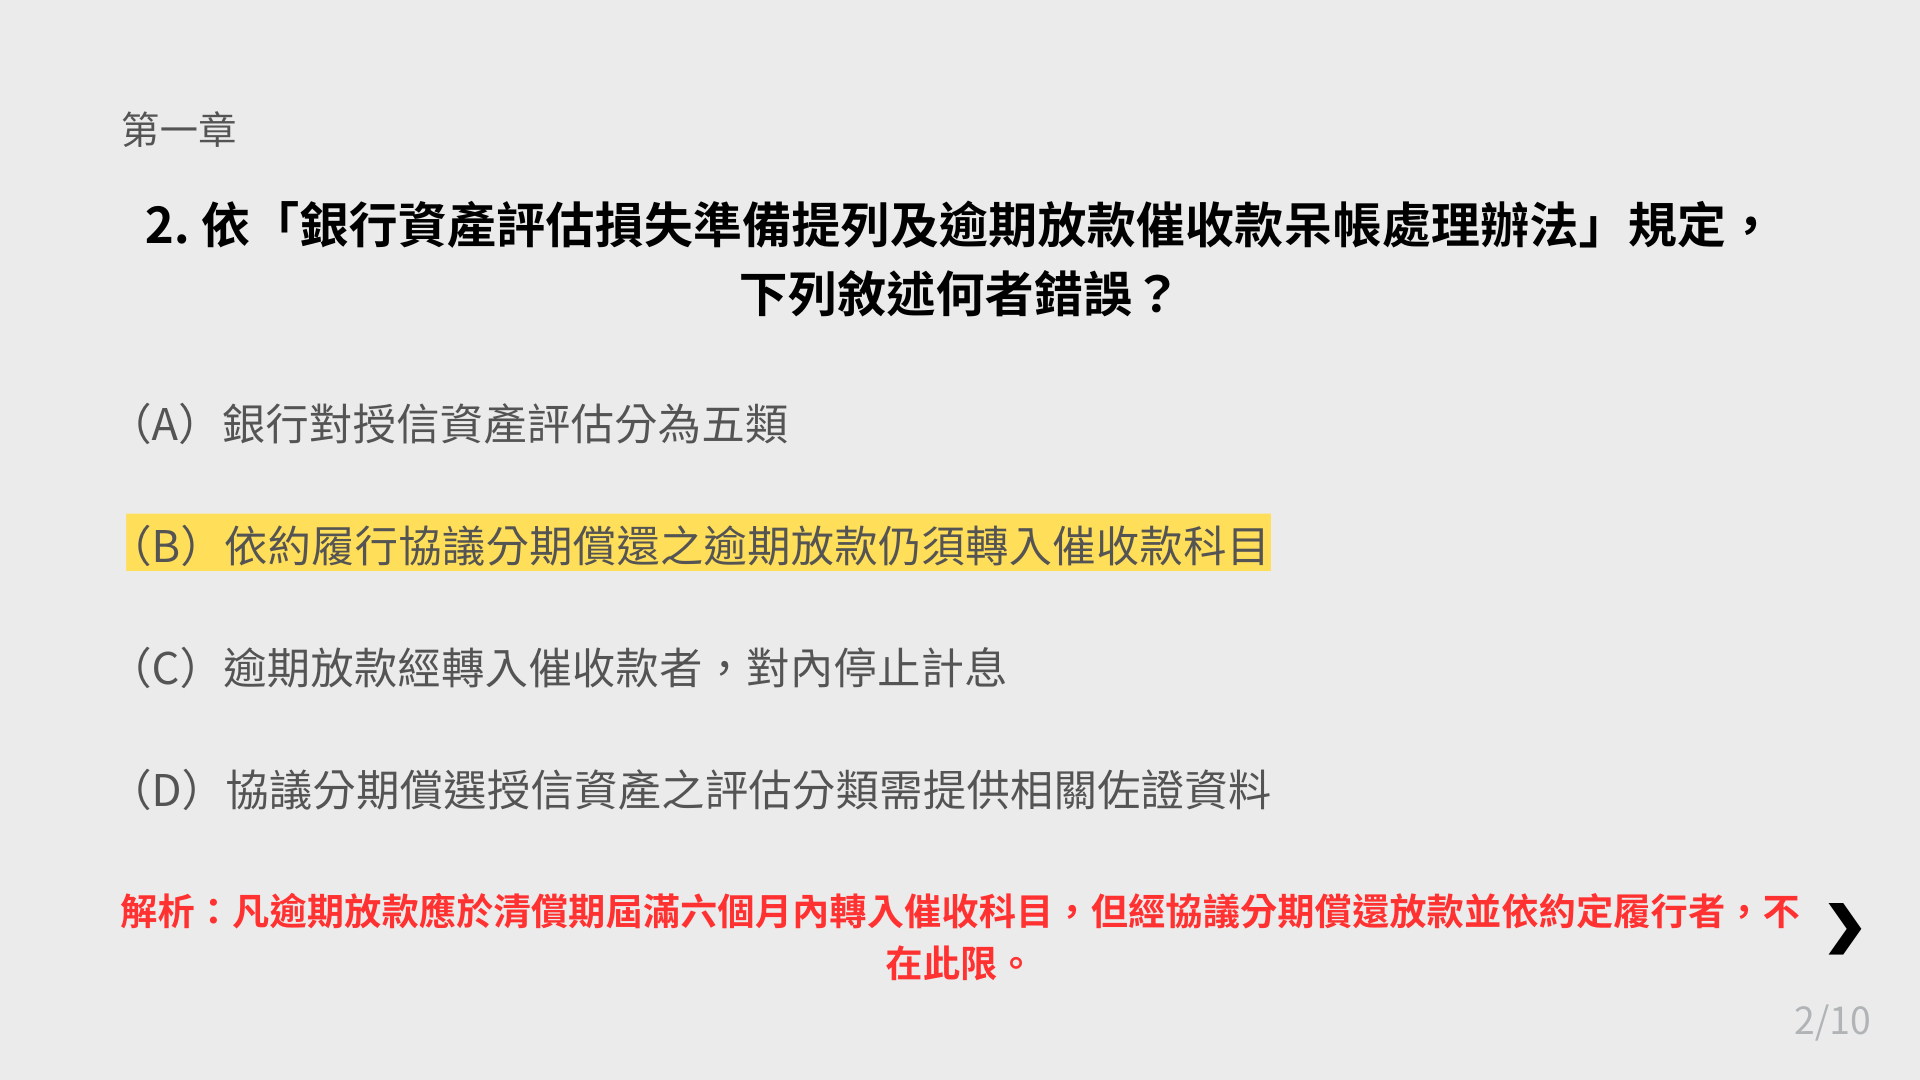 第一章
2. 依「銀行資產評估損失準備提列及逾期放款催收款呆帳處理辦法」規定，
下列敘述何者錯誤？
（A）銀行對授信資產評估分為五類
（B）依約履行協議分期償還之逾期放款仍須轉入催收款科目
（C）逾期放款經轉入催收款者，對內停止計息
（D）協議分期償選授信資產之評估分類需提供相關佐證資料
解析：凡逾期放款應於清償期屆滿六個月內轉入催收科目，但經協議分期償還放款並依約定履行者，不
在此限。
2/10